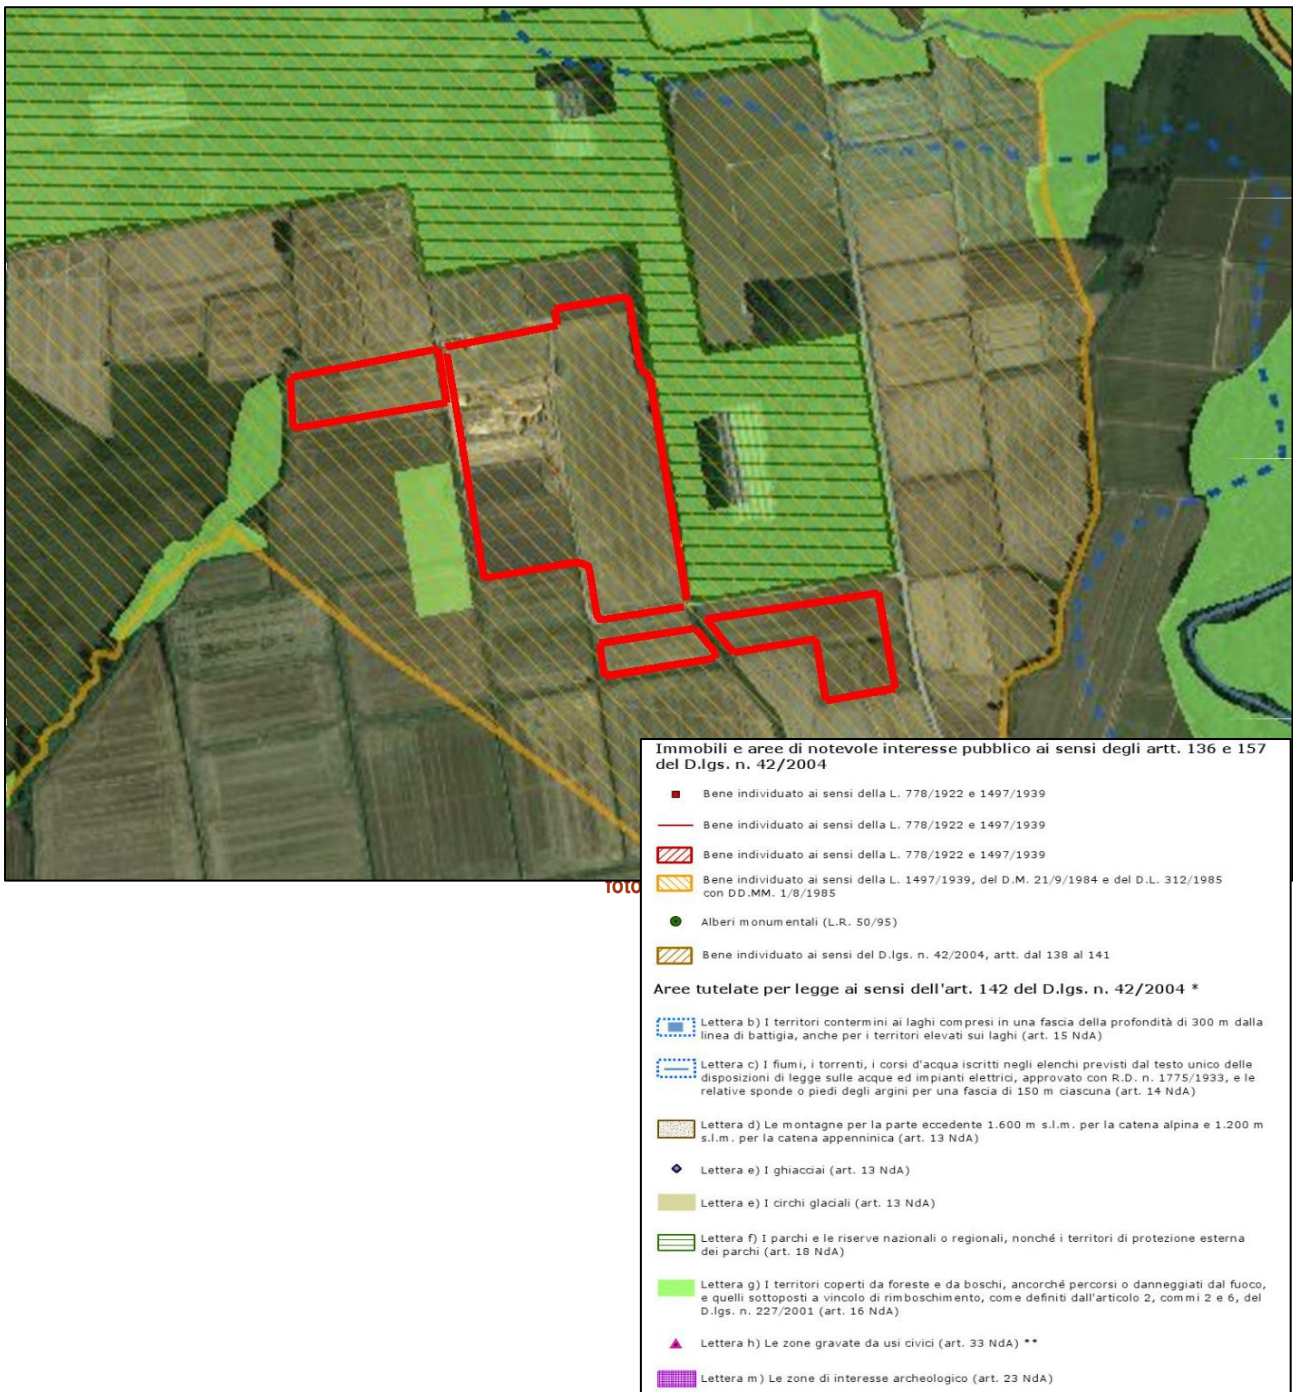 Immobili e aree di notevole interesse pubblico ai sensi degli artt. 136 e 157
del D.lgs. n. 42/2004
Bene individuato ai sensi della L. 778/1922 e 1497/1939
Bene individuato ai sensi della L. 778/1922 e 1497/1939
Bene individuato ai sensi della L. 778/1922 e 1497/1939
Bene individuato ai sensi della L. 1497/1939, del D.M. 21/9/1984 e del D.L. 312/1985
con DD.MM. 1/8/1985
Alberi monumentali (L.R. 50/95)
Bene individuato ai sensi del D.lgs. n. 42/2004, artt. dal 138 al 141
Aree tutelate per legge ai sensi dell'art. 142 del D.lgs. n. 42/2004 *
Lettera b) I territori contermini ai laghi compresi in una fascia della profondità di 300 m dalla
linea di battigia, anche per i territori elevati sui laghi (art. 15 NdA)
Lettera c) I fiumi, i torrenti, i corsi d'acqua iscritti negli elenchi previsti dal testo unico delle
disposizioni di legge sulle acque ed impianti elettrici, approvato con R.D. n. 1775/1933, e le
relative sponde o piedi degli argini per una fascia di 150 m ciascuna (art. 14 NdA)
Lettera d) Le montagne per la parte eccedente 1.600 m s.l.m. per la catena alpina e 1.200 m
s.l.m. per la catena appenninica (art. 13 NdA)
Lettera e) I ghiacciai (art. 13 NdA)
Lettera e) I circhi glaciali (art. 13 NdA)
Lettera f) I parchi e le riserve nazionali o regionali, nonché i territori di protezione esterna
dei parchi (art. 18 NdA)
Lettera g) I territori coperti da foreste e da boschi, ancorché percorsi o danneggiati dal fuoco,
e quelli sottoposti a vincolo di rimboschimento, come definiti dall'articolo 2, commi 2 e 6, del
D.lgs. n. 227/2001 (art. 16 NdA)
Lettera h) Le zone gravate da usi civici (art. 33 NdA) **
Lettera m) Le zone di interesse archeologico (art. 23 NdA)